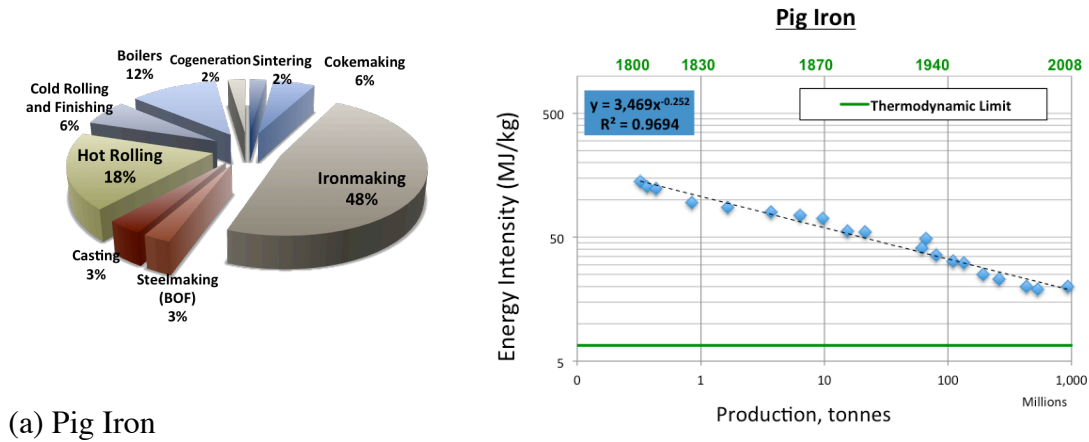 Boilers
12%
Cogeneration
2%
Sintering
2%
Cokemaking
6%
Cold Rolling
and Finishing
6%
Hot Rolling
18%
Ironmaking
48%
Casting
3%
Steelmaking
(BOF)
3%
(a) Pig Iron
Pig Iron
1800 1830 1870 1940 2008
y = 3,469x^-0.252
R² = 0.9694
Thermodynamic Limit
Energy Intensity (MJ/kg)
500
50
5
0 1 10 100 1,000
Millions
Production, tonnes